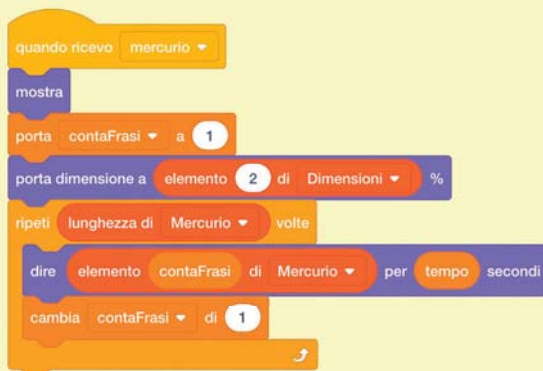 quando ricevo mercurio
mostra
porta contaFrasi a 1
porta dimensione a elemento 2 di Dimensioni %
ripeti lunghezza di Mercurio volte
dire elemento contaFrasi di Mercurio per tempo secondi
cambia contaFrasi di 1